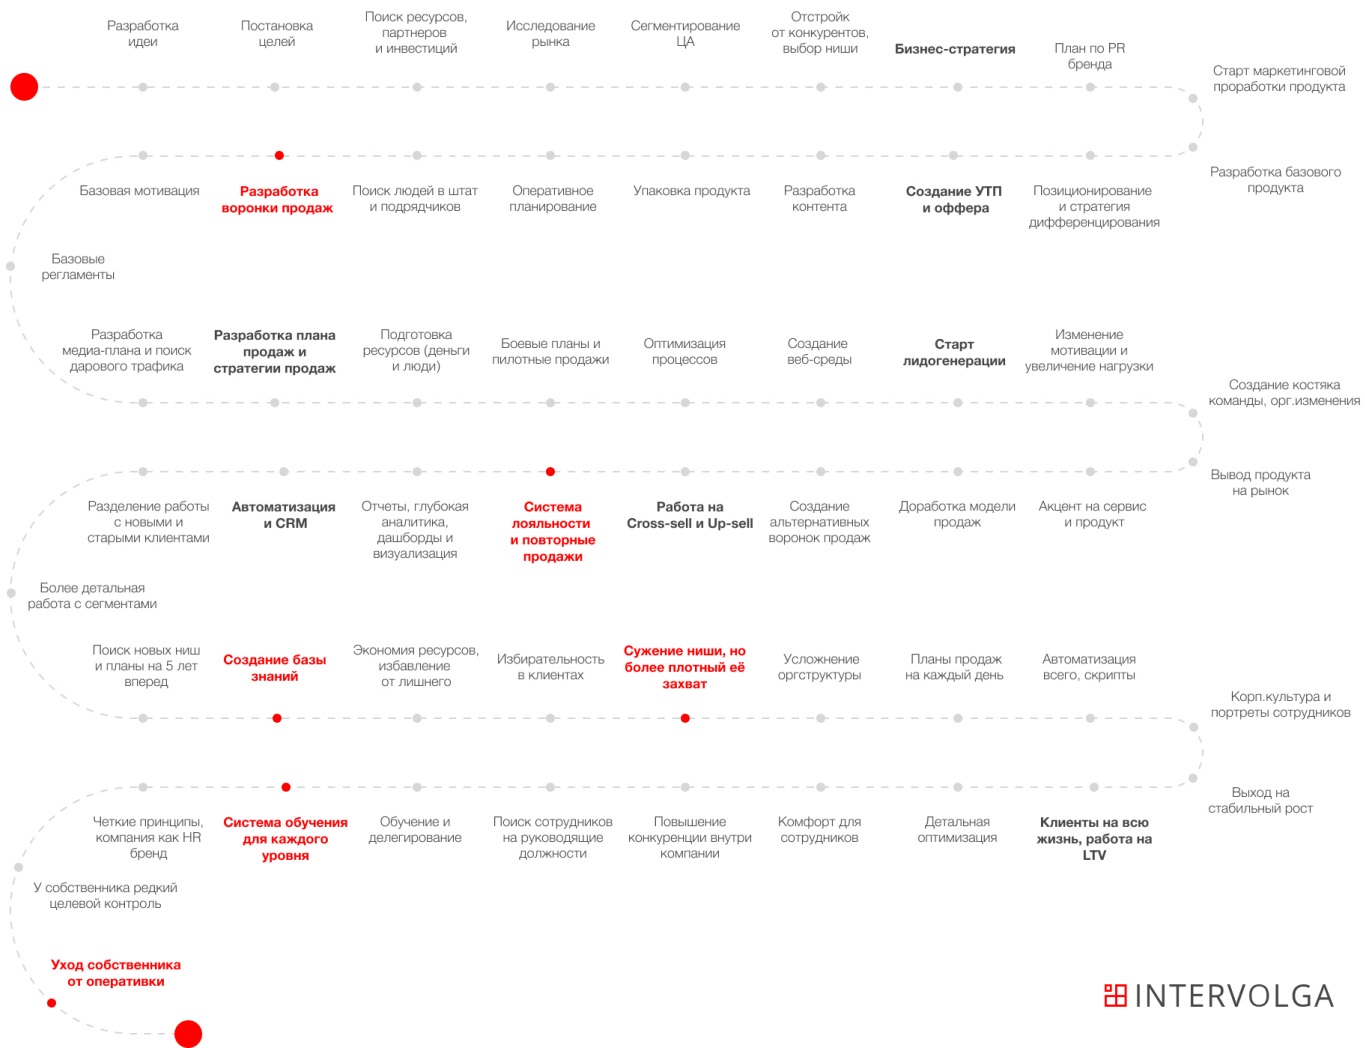 Разработка
идеи
Постановка
целей
Поиск ресурсов,
партнеров
и инвестиций
Исследование
рынка
Сегментирование
ЦА
Отстройк
от конкурентов,
выбор ниши
Бизнес-стратегия
План по PR
бренда
Старт маркетинговой
проработки продукта
Разработка базового
продукта
Базовая мотивация
Разработка
воронки продаж
Поиск людей в штат
и подрядчиков
Оперативное
планирование
Упаковка продукта
Разработка
контента
Создание УТП
и оффера
Позиционирование
и стратегия
дифференцирования
Базовые
регламенты
Разработка
медиа-плана и поиск
дарового трафика
Разработка плана
продаж и
стратегии продаж
Подготовка
ресурсов (деньги
и люди)
Боевые планы и
пилотные продажи
Оптимизация
процессов
Создание
веб-среды
Старт
лидогенерации
Изменение
мотивации и
увеличение нагрузки
Создание костяка
команды, орг.изменения
Вывод продукта
на рынок
Разделение работы
с новыми и
старыми клиентами
Автоматизация
и CRM
Отчеты, глубокая
аналитика,
дашборды и
визуализация
Система
лояльности
и повторные
продажи
Работа на
Cross-sell и Up-sell
Создание
альтернативных
воронок продаж
Доработка модели
продаж
Акцент на сервис
и продукт
Более детальная
работа с сегментами
Поиск новых ниш
и планы на 5 лет
вперед
Создание базы
знаний
Экономия ресурсов,
избавление
от лишнего
Избирательность
в клиентах
Сужение ниши, но
более плотный её
захват
Усложнение
оргструктуры
Планы продаж
на каждый день
Автоматизация
всего, скрипты
Корп.культура и
портреты сотрудников
Выход на
стабильный рост
Четкие принципы,
компания как HR
бренд
Система обучения
для каждого
уровня
Обучение и
делегирование
Поиск сотрудников
на руководящие
должности
Повышение
конкуренции внутри
компании
Комфорт для
сотрудников
Детальная
оптимизация
Клиенты на всю
жизнь, работа на
LTV
У собственника редкий
целевой контроль
Уход собственника
от оперативки
INTERVOLGA